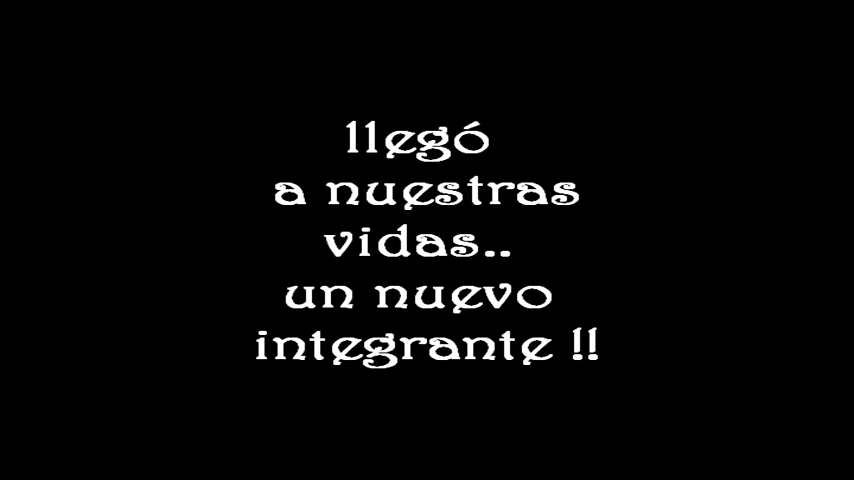 llegó
a nuestras
vidas..
un nuevo
integrante !!